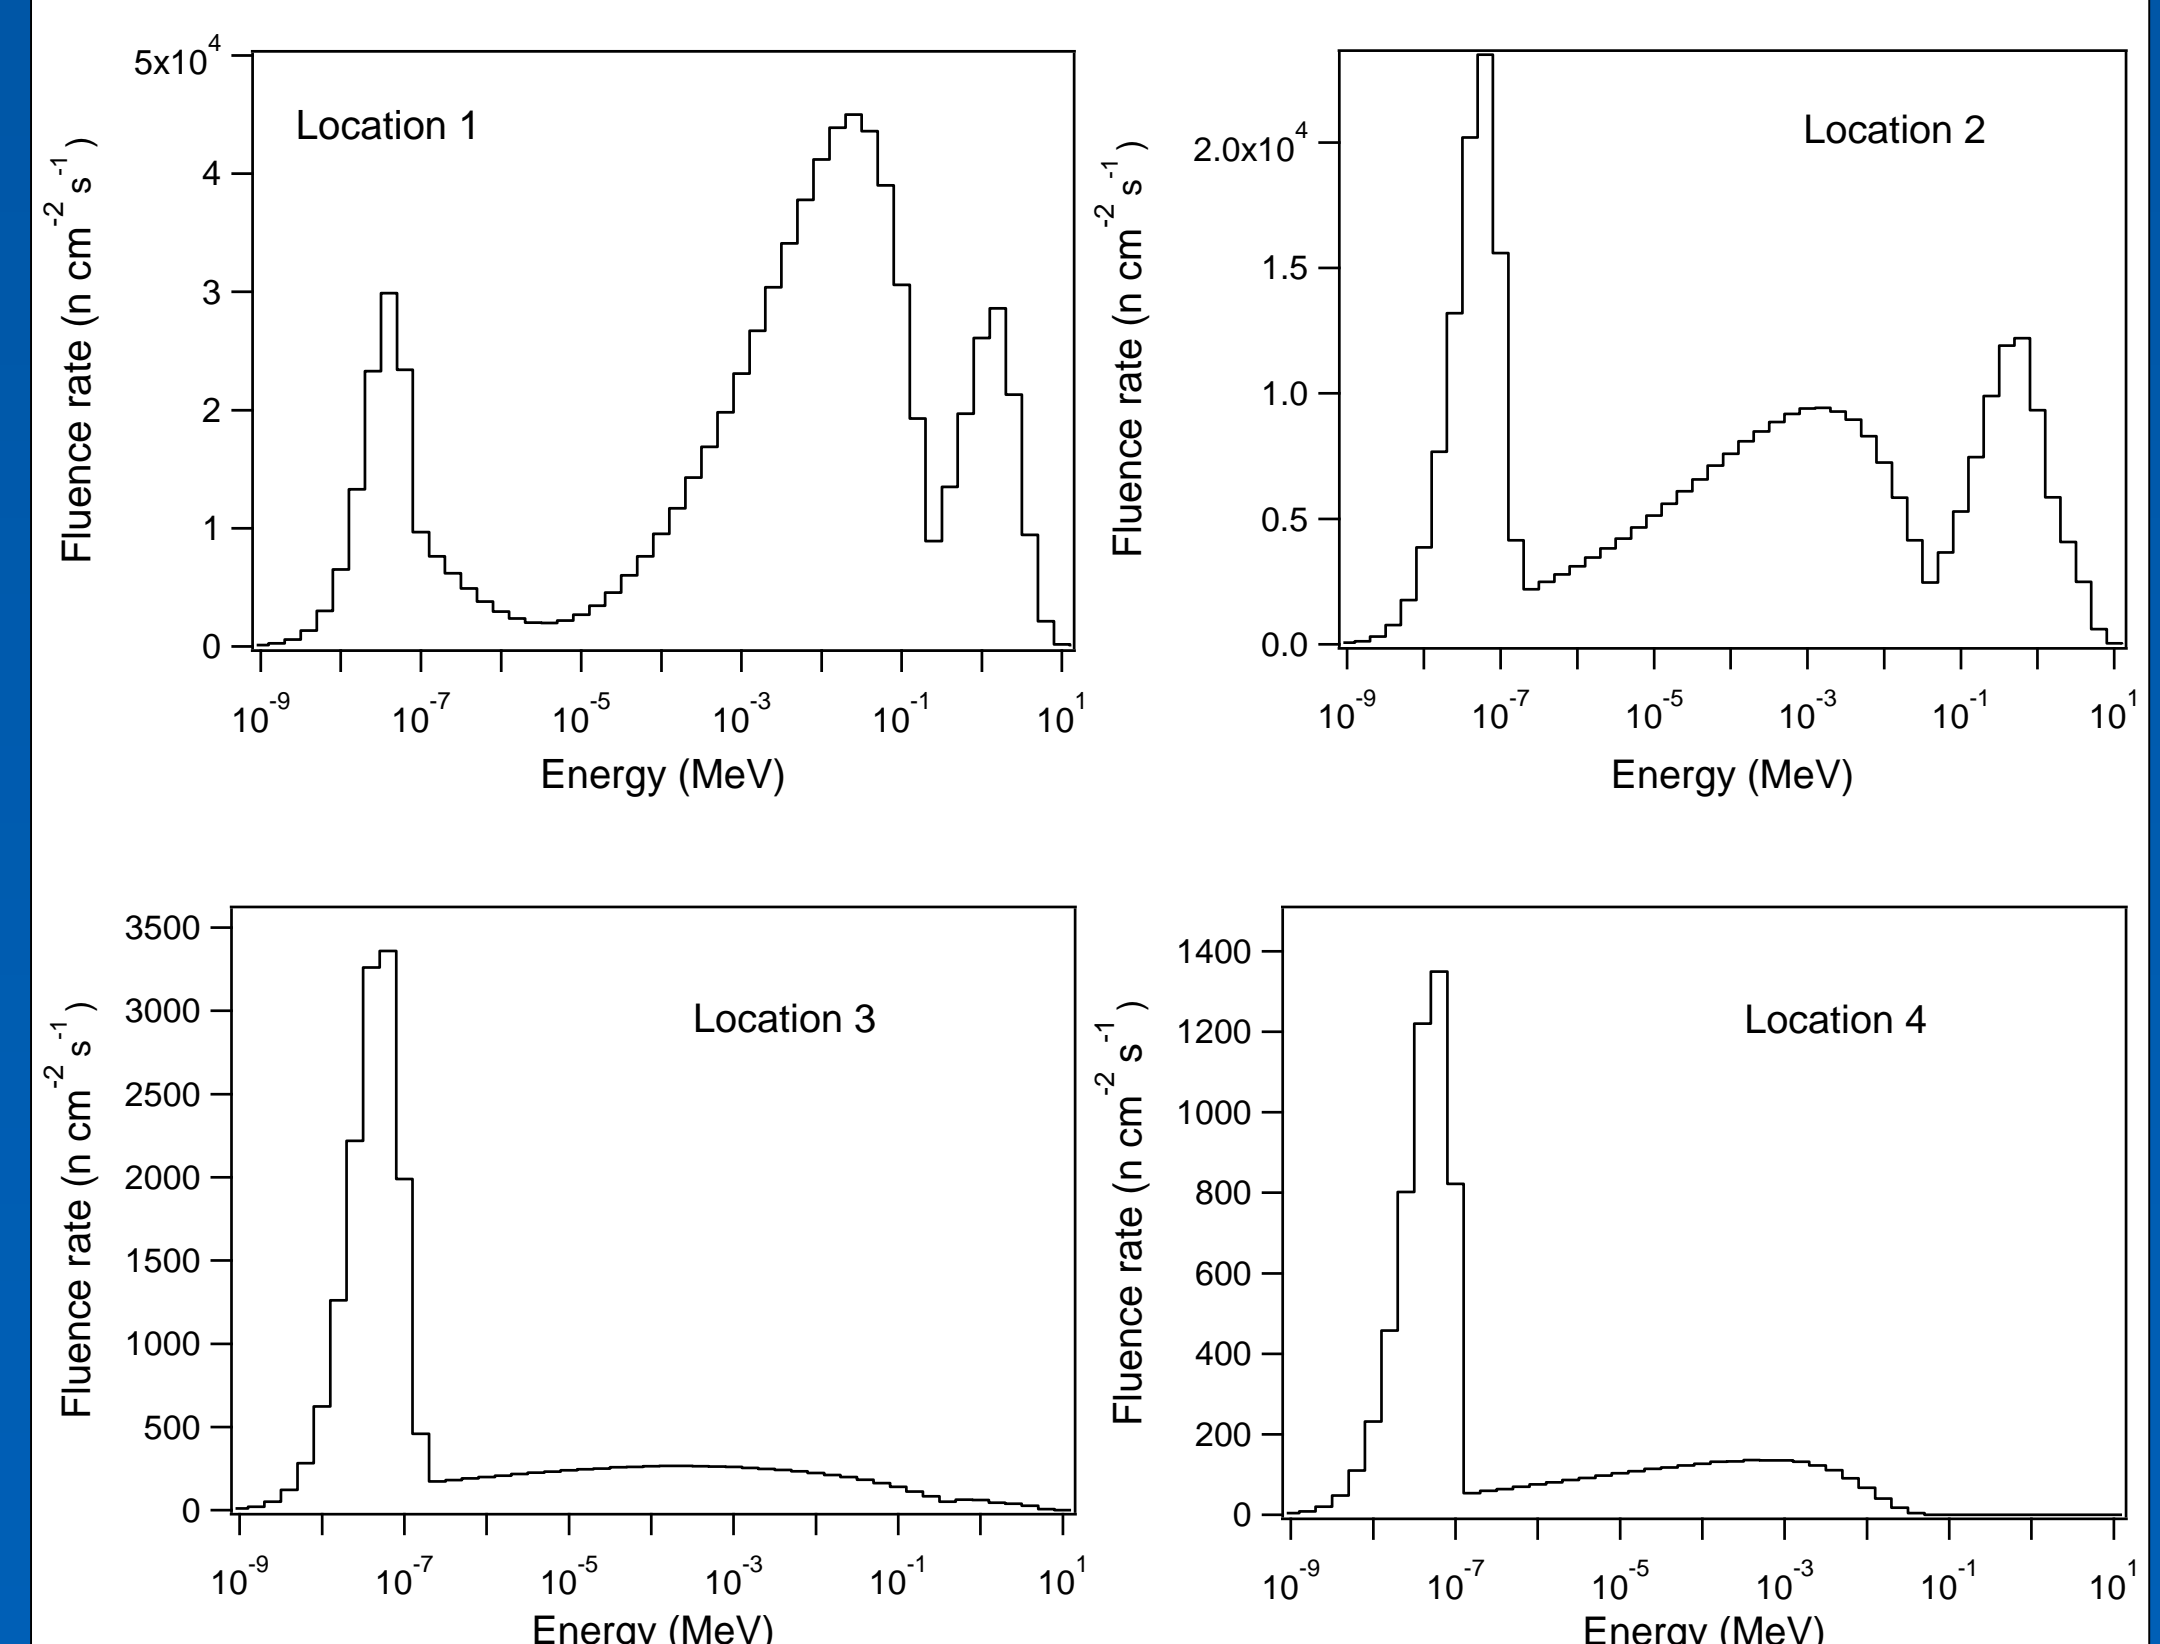 5x10^4
4
3
2
1
0
Fluence rate (n cm^-2 s^-1)
Location 1
10^-9 10^-7 10^-5 10^-3 10^-1 10^1
Energy (MeV)
2.0x10^4
1.5
1.0
0.5
0.0
Fluence rate (n cm^-2 s^-1)
Location 2
10^-9 10^-7 10^-5 10^-3 10^-1 10^1
Energy (MeV)
3500
3000
2500
2000
1500
1000
500
0
Fluence rate (n cm^-2 s^-1)
Location 3
10^-9 10^-7 10^-5 10^-3 10^-1 10^1
Energy (MeV)
1400
1200
1000
800
600
400
200
0
Fluence rate (n cm^-2 s^-1)
Location 4
10^-9 10^-7 10^-5 10^-3 10^-1 10^1
Energy (MeV)